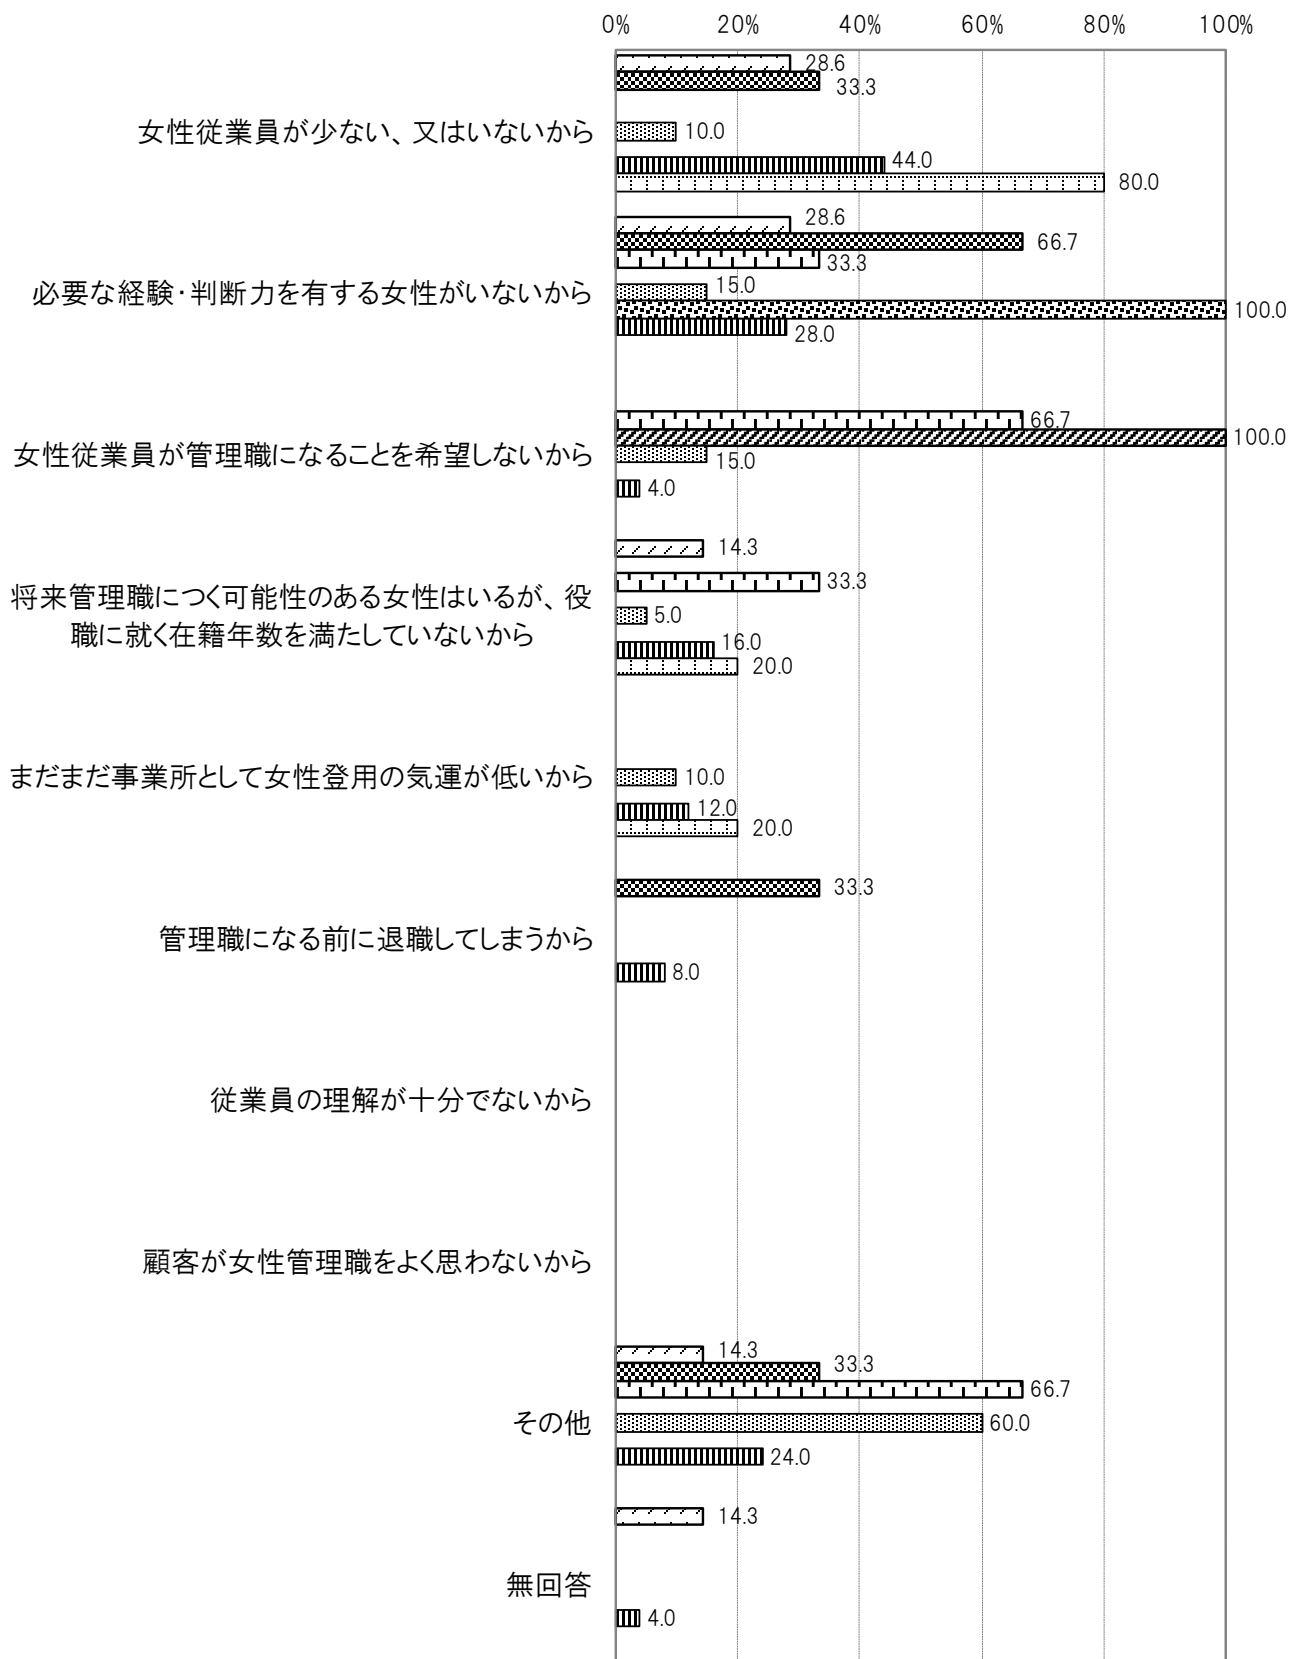 0% 20% 40% 60% 80% 100%
28.6
33.3
女性従業員が少ない、又はいないから
10.0
44.0
80.0
28.6
66.7
33.3
必要な経験・判断力を有する女性がいないから
15.0
100.0
28.0
66.7
100.0
女性従業員が管理職になることを希望しないから
15.0
4.0
14.3
33.3
将来管理職につく可能性のある女性はいるが、役
職に就く在籍年数を満たしていないから
5.0
16.0
20.0
まだまだ事業所として女性登用の気運が低いから
10.0
12.0
20.0
33.3
管理職になる前に退職してしまうから
8.0
従業員の理解が十分でないから
顧客が女性管理職をよく思わないから
14.3
33.3
66.7
その他
60.0
24.0
14.3
無回答
4.0